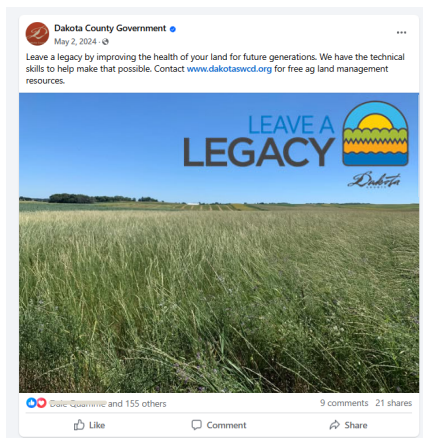 Dakota County Government
May 2, 2024 ·
Leave a legacy by improving the health of your land for future generations. We have the technical
skills to help make that possible. Contact www.dakotaswcd.org for free ag land management
resources.
LEAVE A
LEGACY
Dakota
COUNTY
and 155 others
9 comments 21 shares
Like Comment Share